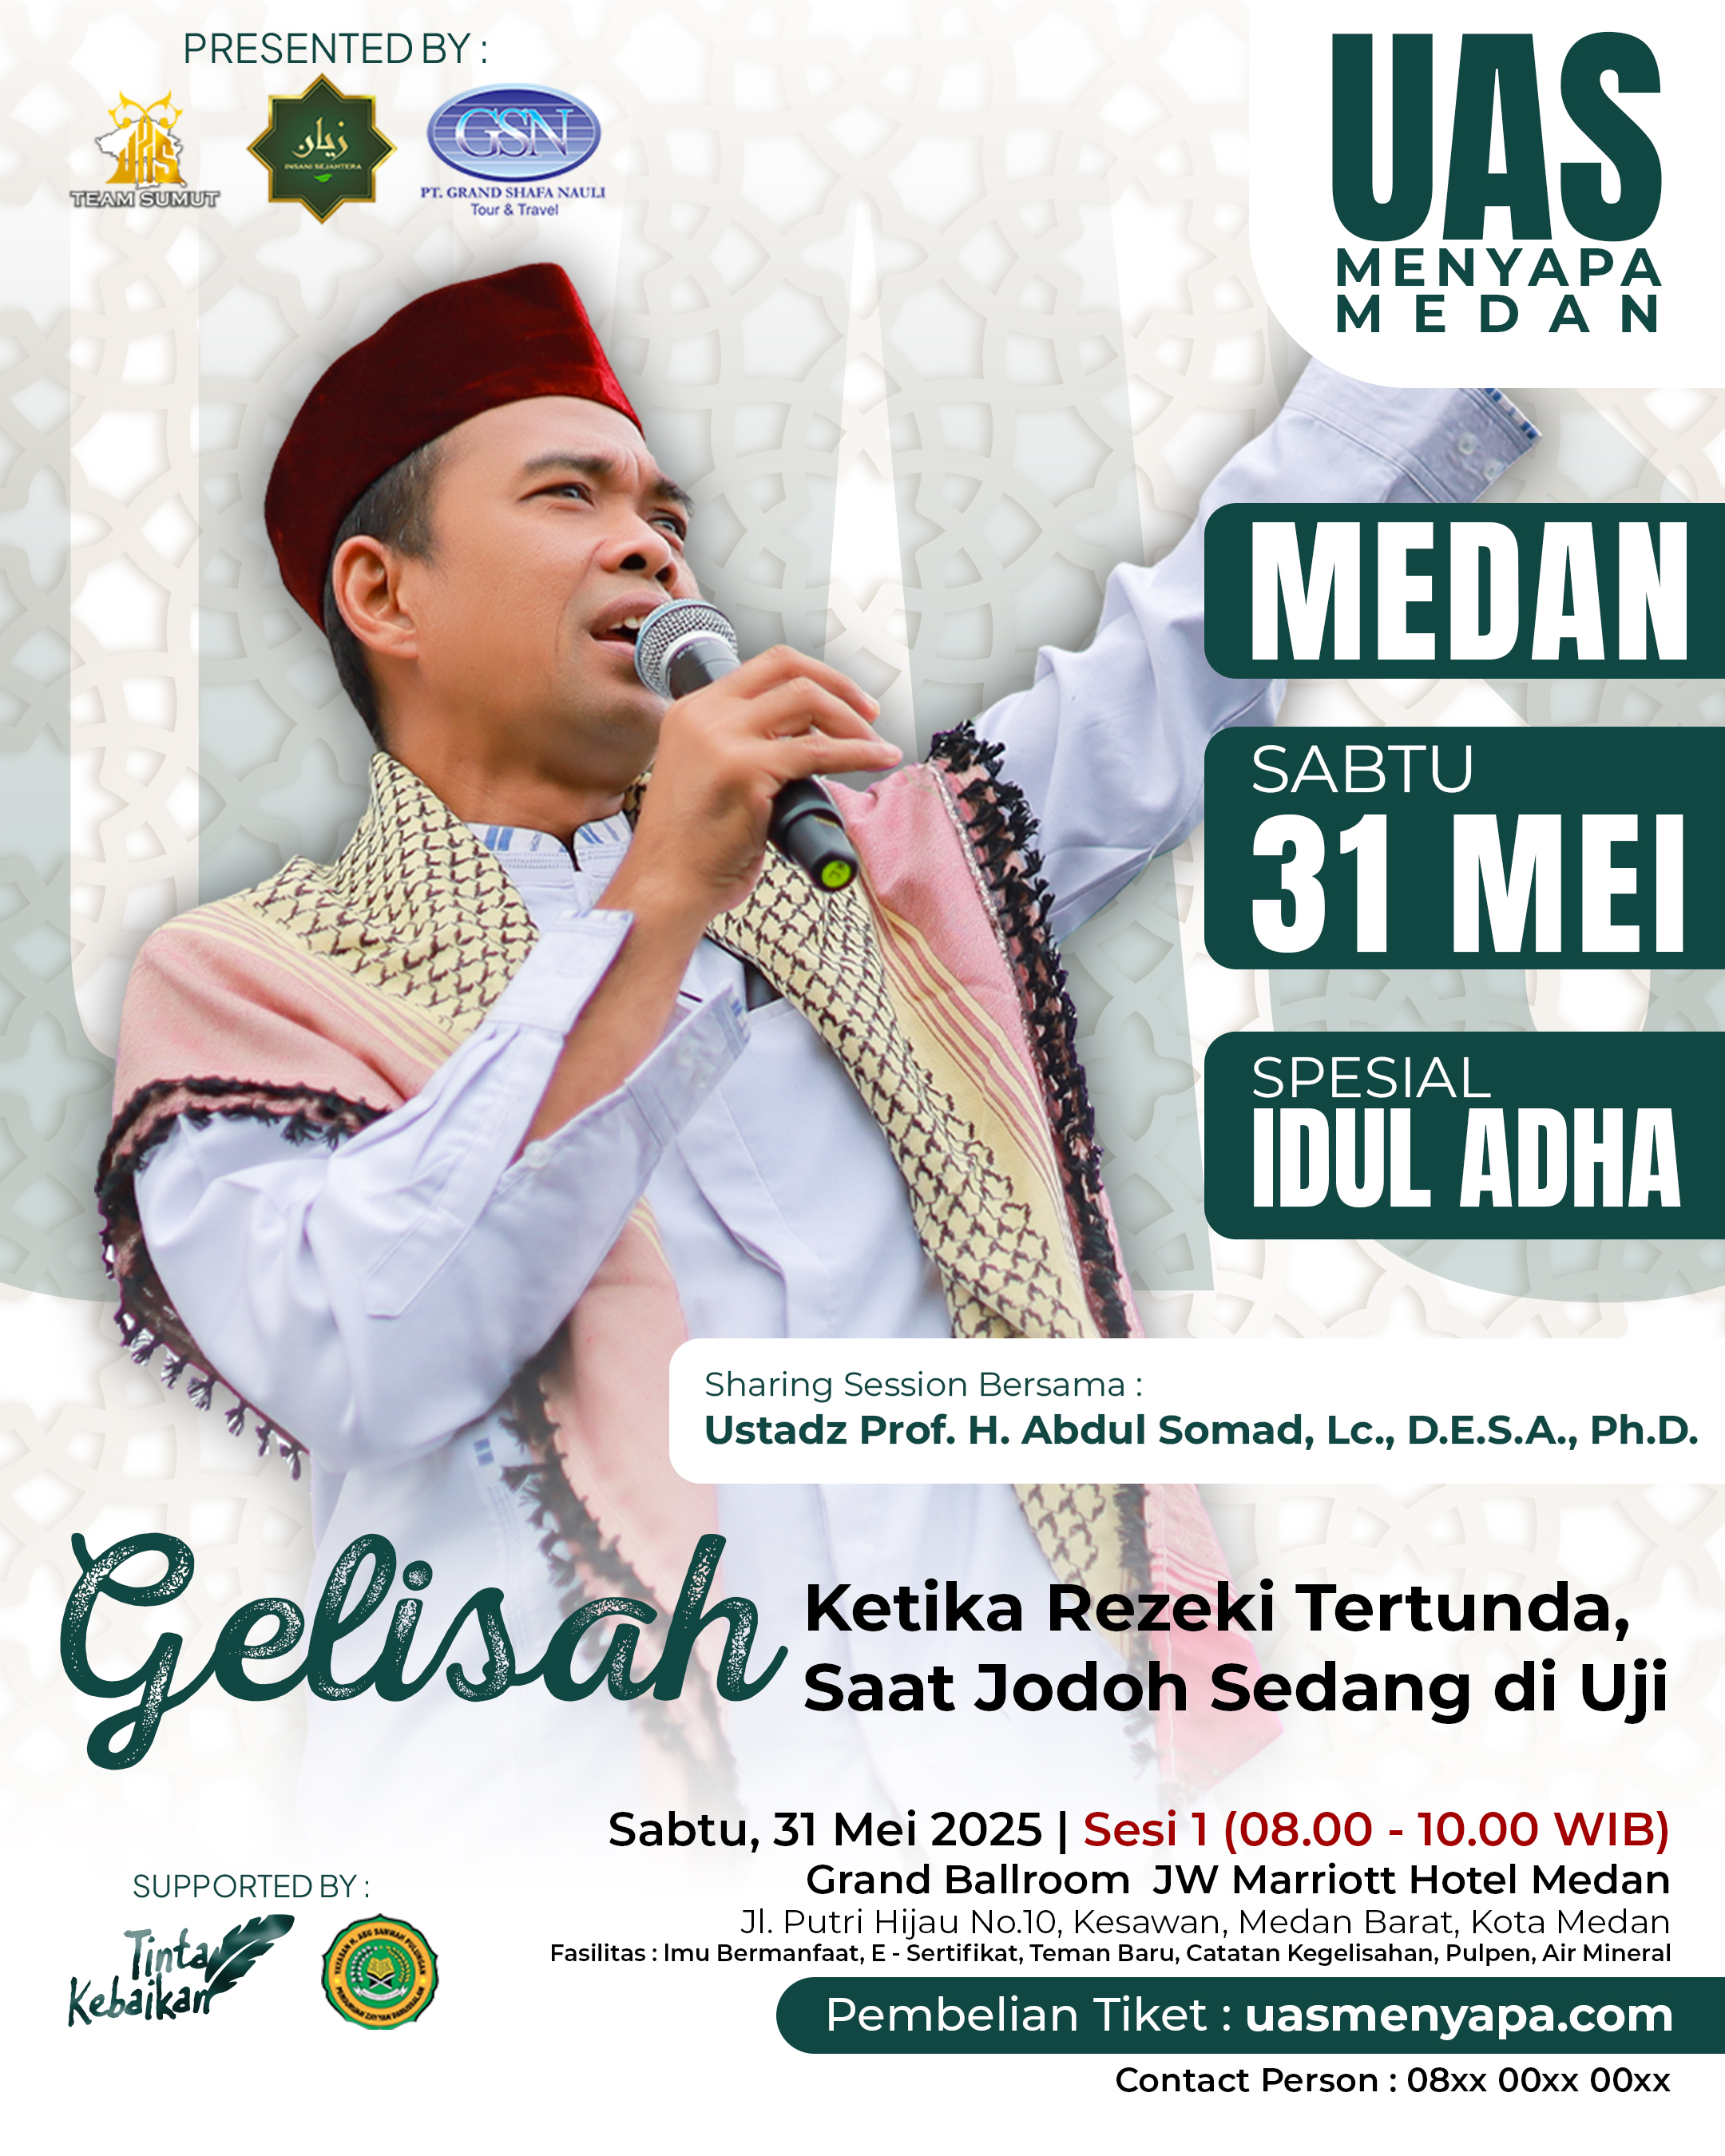 PRESENTED BY :
TEAM SUMUT
زيان
INSANI SEJAHTERA
GSN
PT. GRAND SHAFA NAULI
Tour & Travel
UAS
MENYAPA
MEDAN
MEDAN
SABTU
31 MEI
SPESIAL
IDUL ADHA
Sharing Session Bersama :
Ustadz Prof. H. Abdul Somad, Lc., D.E.S.A., Ph.D.
Gelisah
Ketika Rezeki Tertunda,
Saat Jodoh Sedang di Uji
Sabtu, 31 Mei 2025 | Sesi 1 (08.00 - 10.00 WIB)
Grand Ballroom JW Marriott Hotel Medan
Jl. Putri Hijau No.10, Kesawan, Medan Barat, Kota Medan
Fasilitas : Imu Bermanfaat, E - Sertifikat, Teman Baru, Catatan Kegelisahan, Pulpen, Air Mineral
SUPPORTED BY :
Tinta
Kebaikan
Pembelian Tiket : uasmenyapa.com
Contact Person : 08xx 00xx 00xx